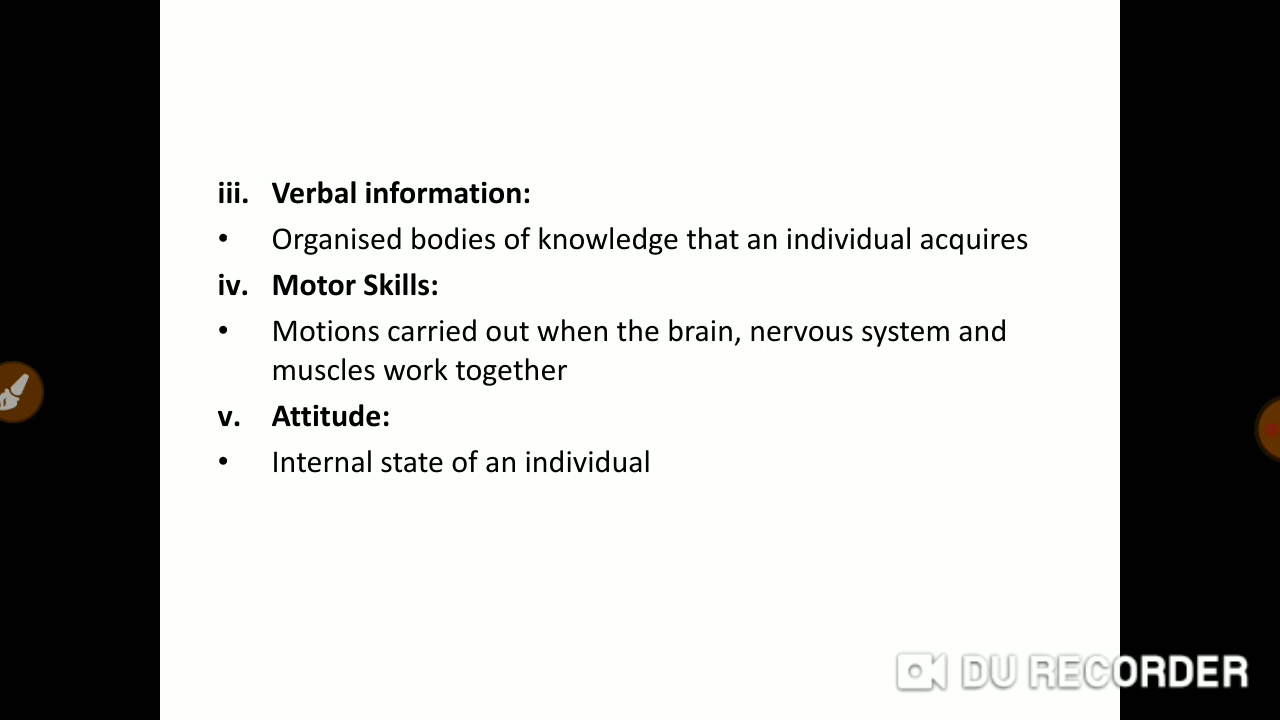 iii. Verbal information:
• Organised bodies of knowledge that an individual acquires
iv. Motor Skills:
• Motions carried out when the brain, nervous system and
muscles work together
v. Attitude:
• Internal state of an individual
DU RECORDER